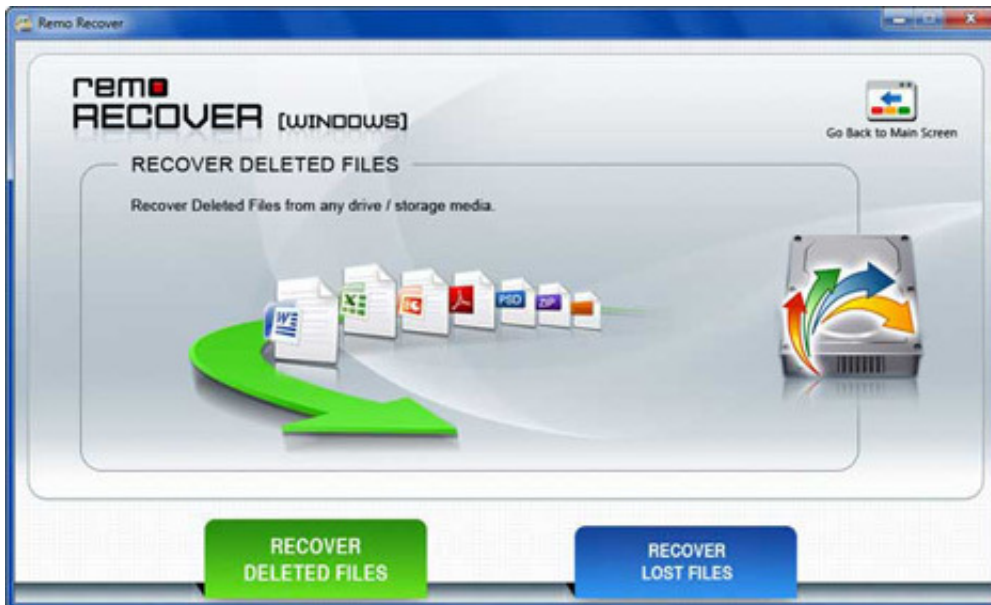 Remo Recover
remo
RECOVER [WINDOWS]
Go Back to Main Screen
RECOVER DELETED FILES
Recover Deleted Files from any drive / storage media.
PSD
ZIP
RECOVER
DELETED FILES
RECOVER
LOST FILES